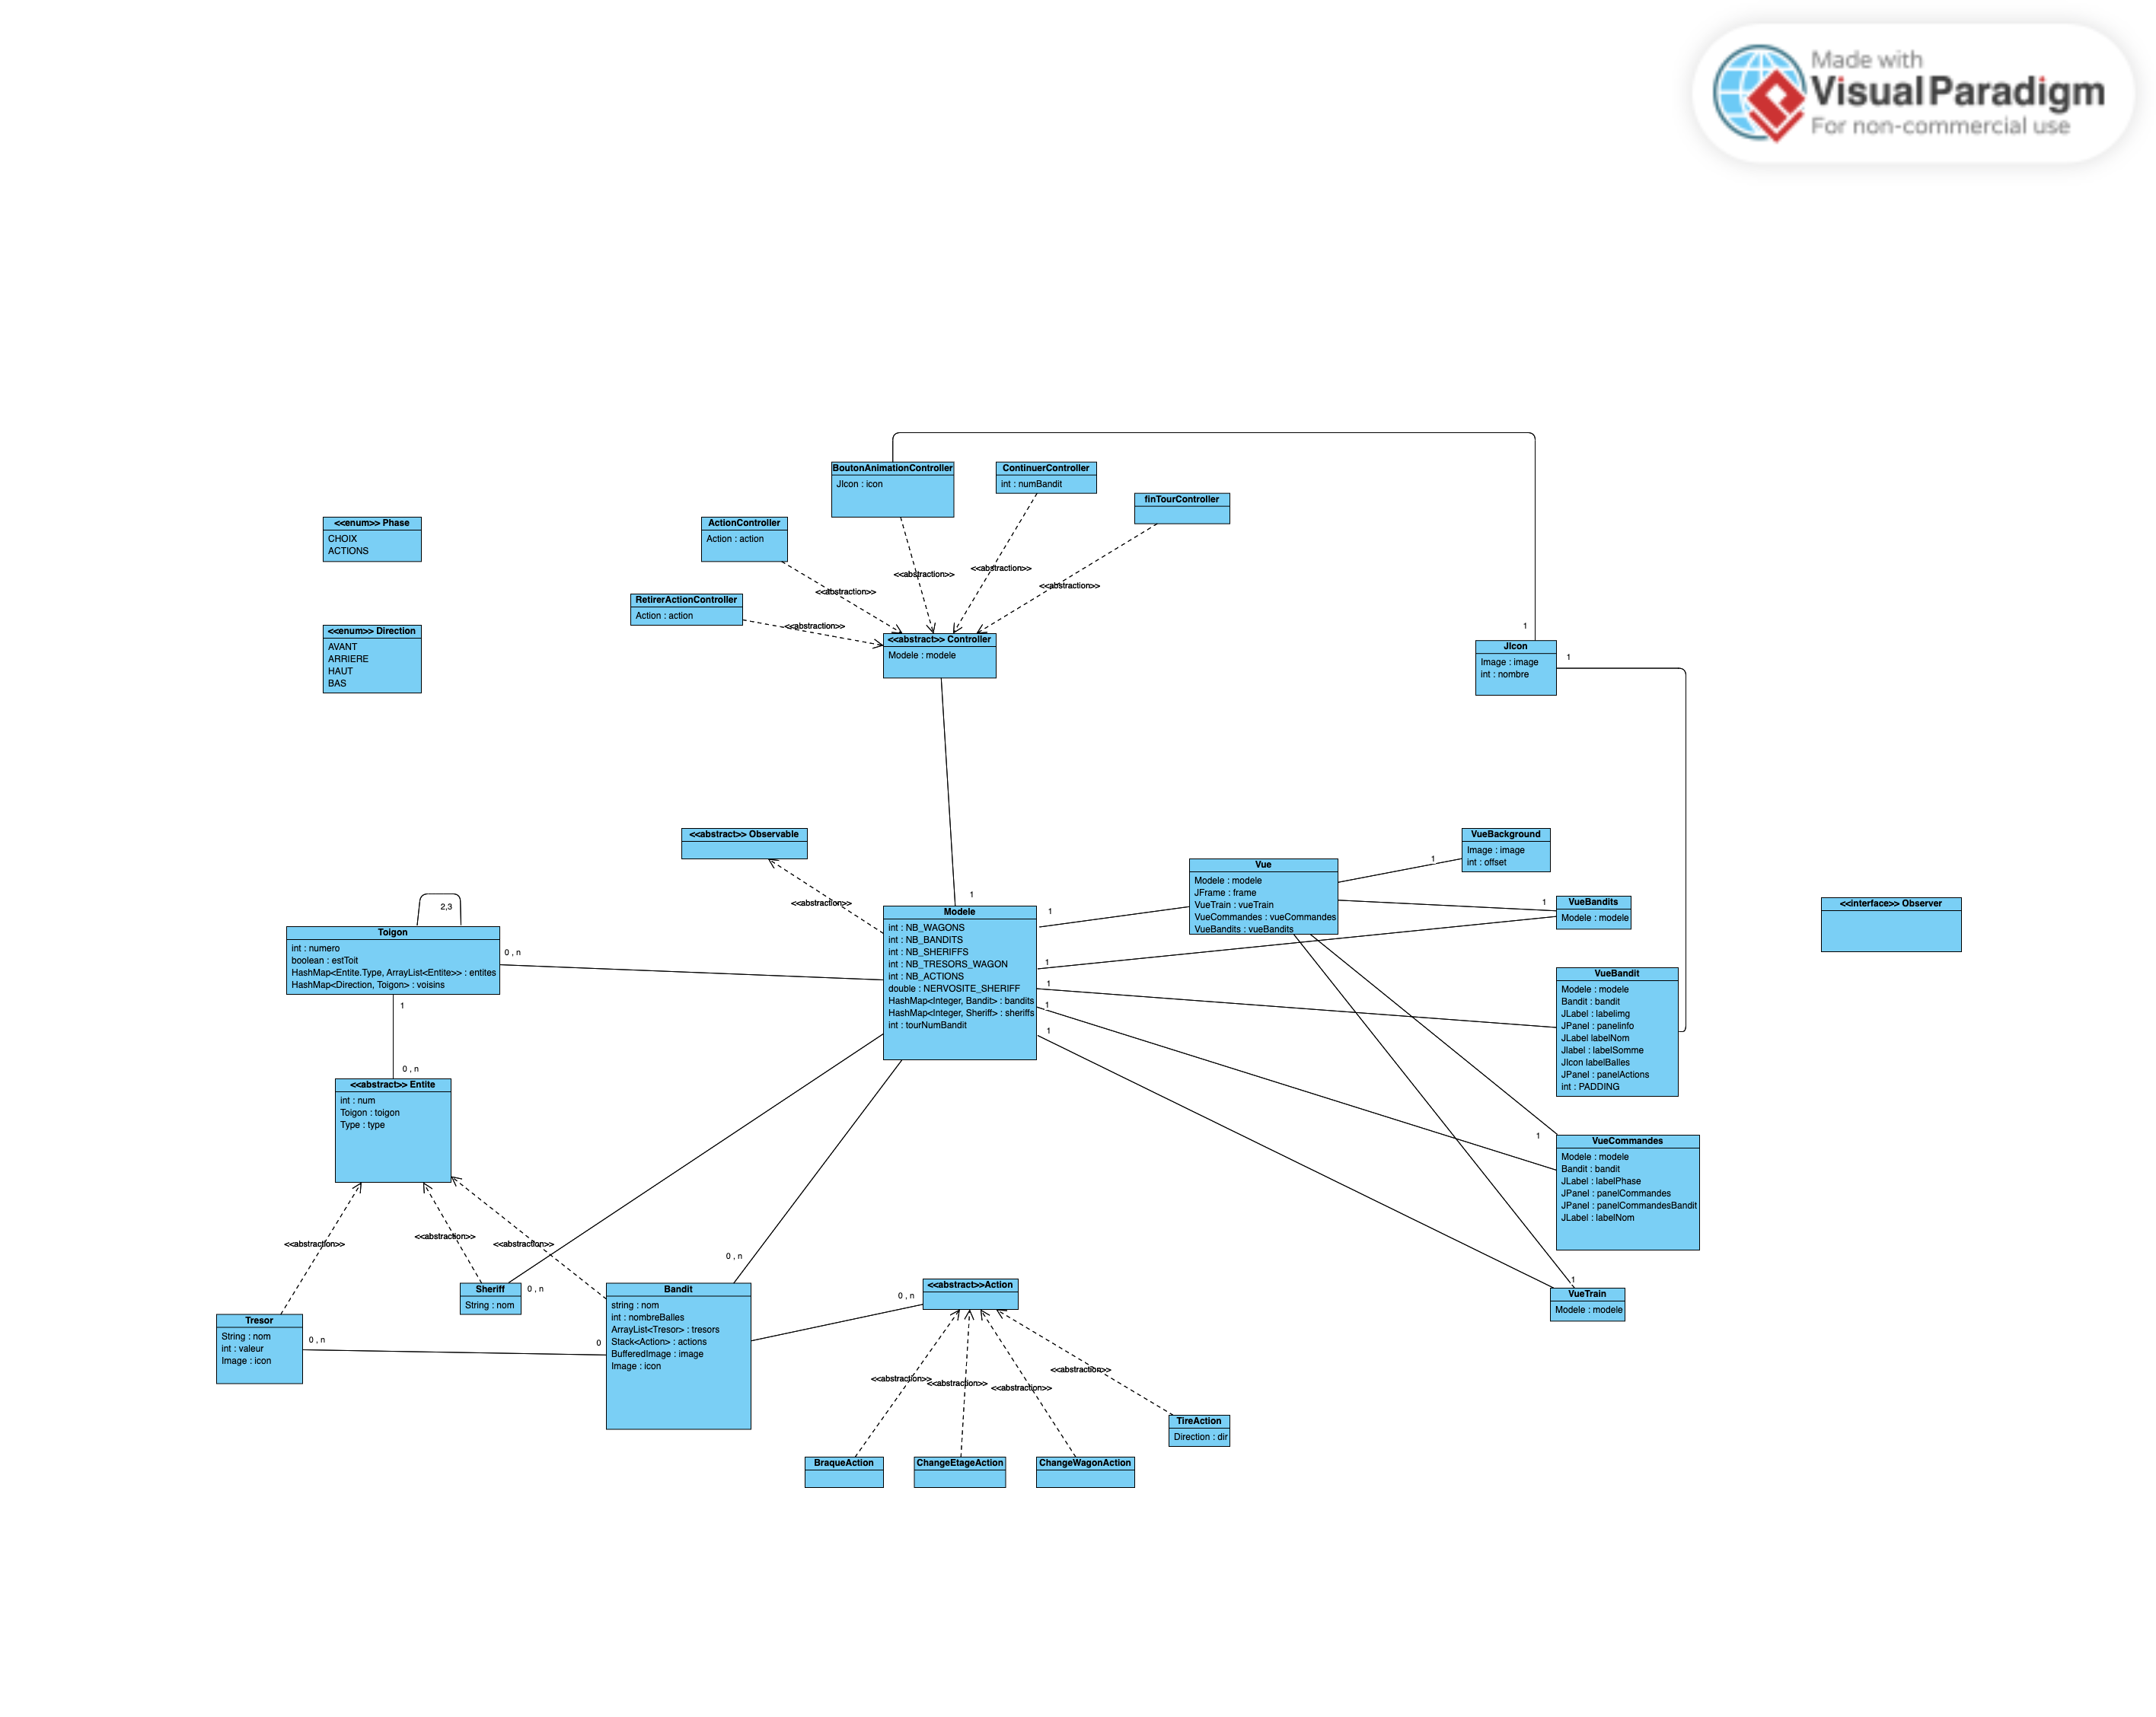 Made with
Visual Paradigm
For non-commercial use
BoutonAnimationController
JIcon : icon
ContinuerController
int : numBandit
finTourController
<<enum>> Phase
CHOIX
ACTIONS
ActionController
Action : action
<<abstraction>>
<<abstraction>>
<<abstraction>>
<<abstraction>>
RetirerActionController
Action : action
<<abstraction>>
<<enum>> Direction
AVANT
ARRIERE
HAUT
BAS
<<abstract>> Controller
Modele : modele
1
JIcon
Image : image
int : nombre
1
<<abstract>> Observable
<<abstraction>>
Vue
Modele : modele
JFrame : frame
VueTrain : vueTrain
VueCommandes : vueCommandes
VueBandits : vueBandits
1
VueBackground
Image : image
int : offset
1
VueBandits
Modele : modele
<<interface>> Observer
2,3
Toigon
int : numero
boolean : estToit
HashMap<Entite.Type, ArrayList<Entite>> : entites
HashMap<Direction, Toigon> : voisins
0 , n
1
Modele
int : NB_WAGONS
int : NB_BANDITS
int : NB_SHERIFFS
int : NB_TRESORS_WAGON
int : NB_ACTIONS
double : NERVOSITE_SHERIFF
HashMap<Integer, Bandit> : bandits
HashMap<Integer, Sheriff> : sheriffs
int : tourNumBandit
1
1
1
1
1
VueBandit
Modele : modele
Bandit : bandit
JLabel : labelimg
JPanel : panelinfo
JLabel labelNom
Jlabel : labelSomme
JIcon labelBalles
JPanel : panelActions
int : PADDING
1
0 , n
<<abstract>> Entite
int : num
Toigon : toigon
Type : type
1
VueCommandes
Modele : modele
Bandit : bandit
JLabel : labelPhase
JPanel : panelCommandes
JPanel : panelCommandesBandit
JLabel : labelNom
<<abstraction>>
<<abstraction>>
<<abstraction>>
0 , n
Sheriff
String : nom
0 , n
Bandit
string : nom
int : nombreBalles
ArrayList<Tresor> : tresors
Stack<Action> : actions
BufferedImage : image
Image : icon
<<abstract>>Action
0 , n
1
VueTrain
Modele : modele
Tresor
String : nom
int : valeur
Image : icon
0 , n
0
<<abstraction>>
<<abstraction>>
<<abstraction>>
<<abstraction>>
TireAction
Direction : dir
BraqueAction
ChangeEtageAction
ChangeWagonAction